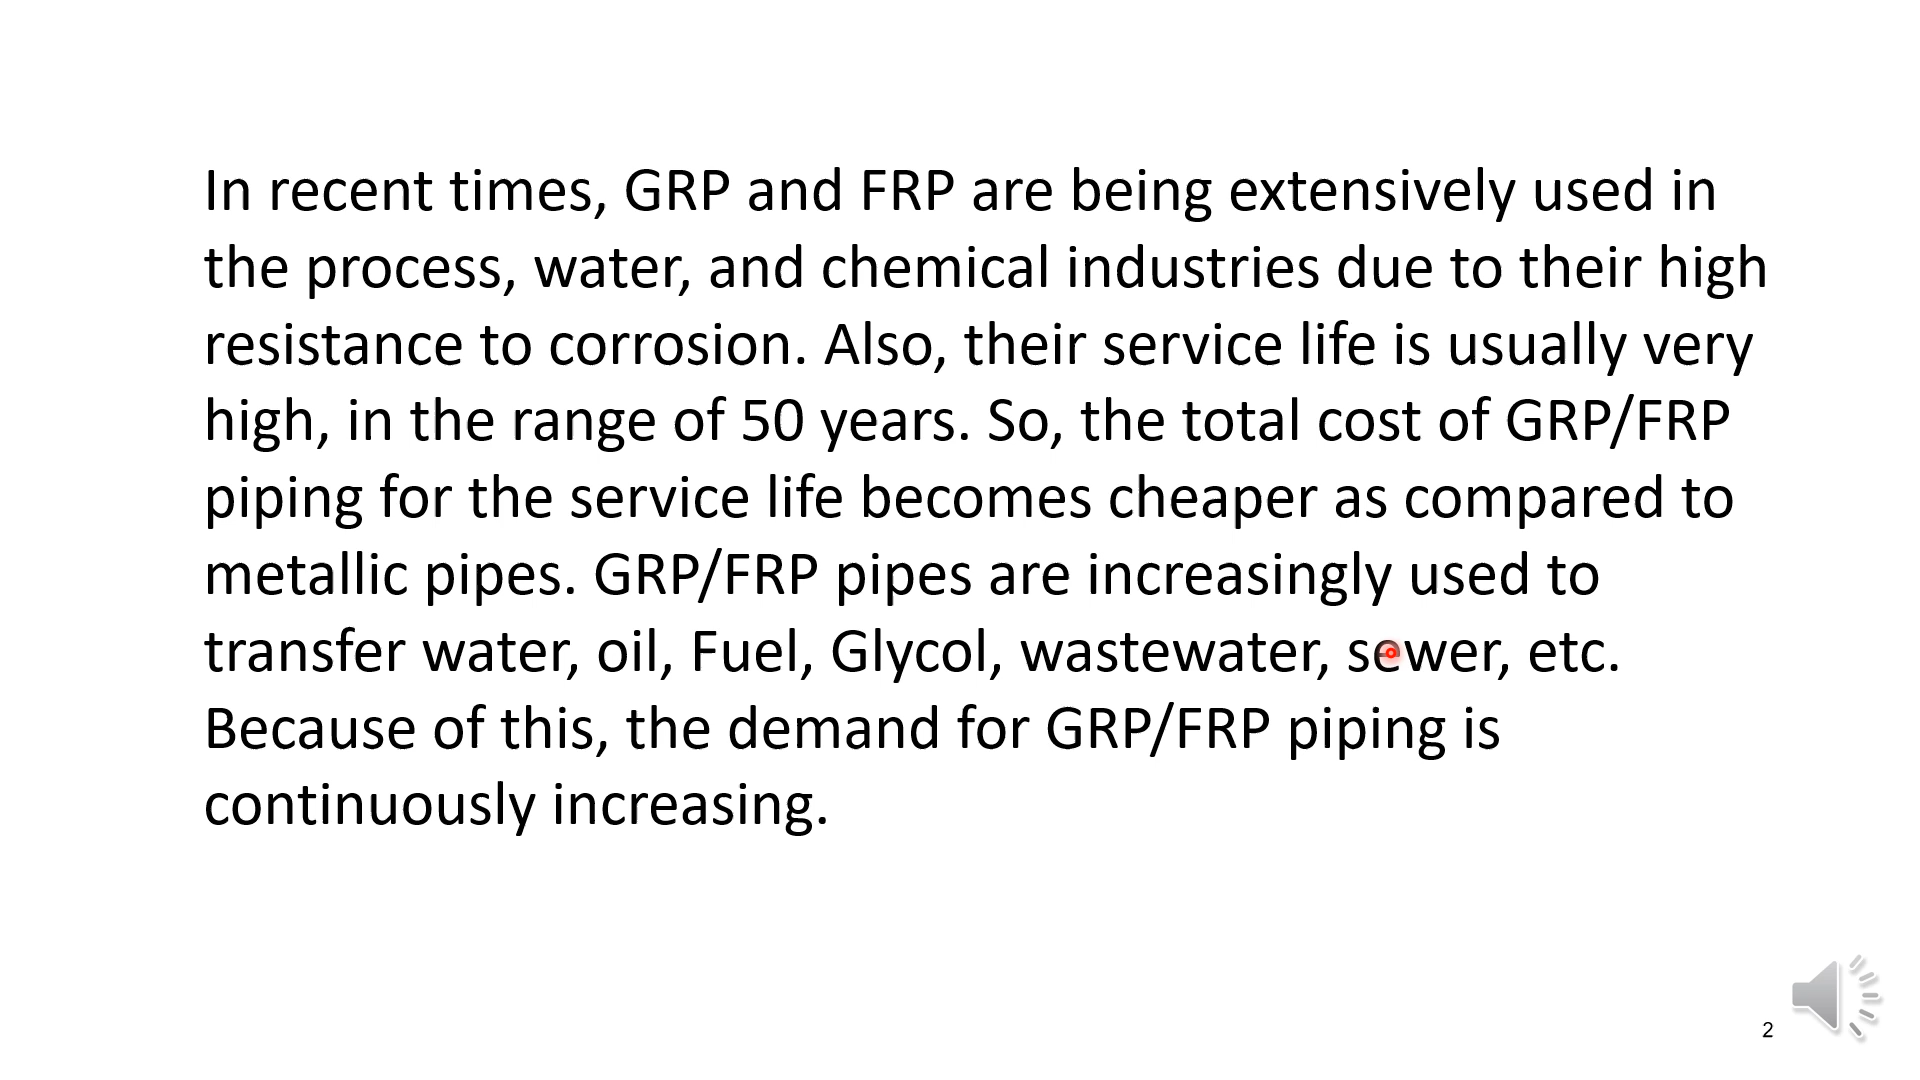 In recent times, GRP and FRP are being extensively used in
the process, water, and chemical industries due to their high
resistance to corrosion. Also, their service life is usually very
high, in the range of 50 years. So, the total cost of GRP/FRP
piping for the service life becomes cheaper as compared to
metallic pipes. GRP/FRP pipes are increasingly used to
transfer water, oil, Fuel, Glycol, wastewater, sewer, etc.
Because of this, the demand for GRP/FRP piping is
continuously increasing.
2